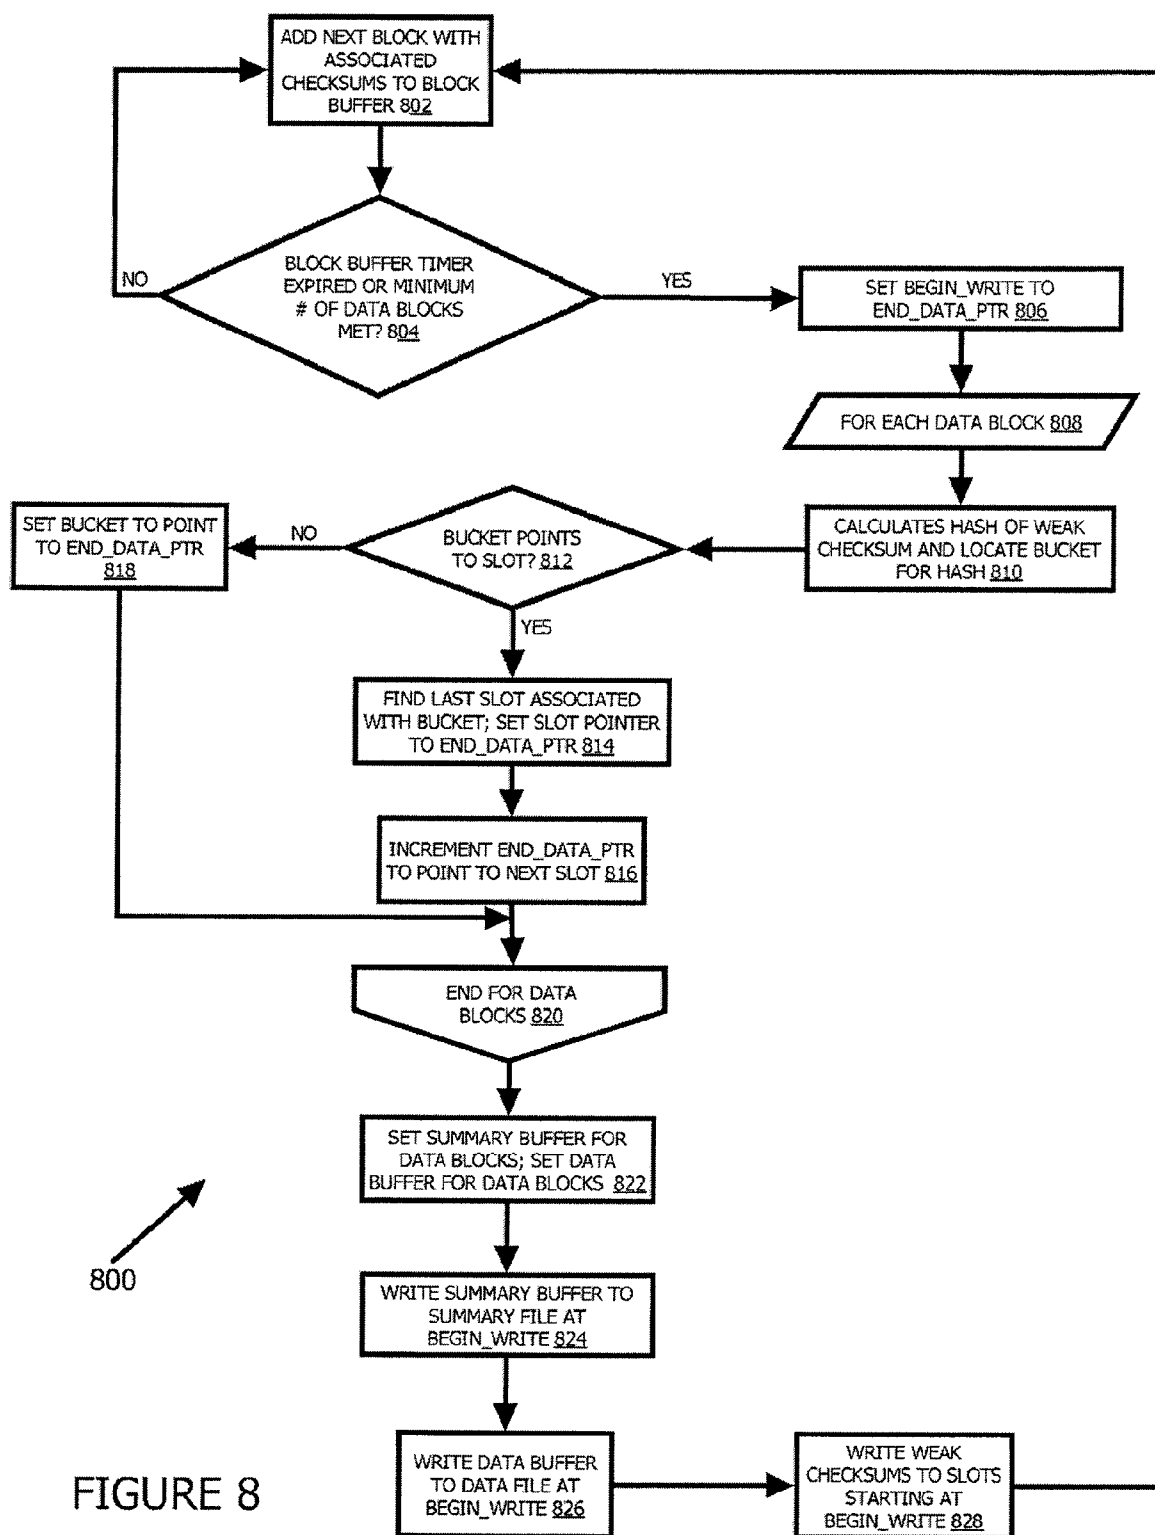 ADD NEXT BLOCK WITH
ASSOCIATED
CHECKSUMS TO BLOCK
BUFFER 802
BLOCK BUFFER TIMER
EXPIRED OR MINIMUM
# OF DATA BLOCKS
MET? 804
NO
YES
SET BEGIN_WRITE TO
END_DATA_PTR 806
FOR EACH DATA BLOCK 808
CALCULATES HASH OF WEAK
CHECKSUM AND LOCATE BUCKET
FOR HASH 810
BUCKET POINTS
TO SLOT? 812
NO
SET BUCKET TO POINT
TO END_DATA_PTR
818
YES
FIND LAST SLOT ASSOCIATED
WITH BUCKET; SET SLOT POINTER
TO END_DATA_PTR 814
INCREMENT END_DATA_PTR
TO POINT TO NEXT SLOT 816
END FOR DATA
BLOCKS 820
SET SUMMARY BUFFER FOR
DATA BLOCKS; SET DATA
BUFFER FOR DATA BLOCKS 822
800
WRITE SUMMARY BUFFER TO
SUMMARY FILE AT
BEGIN_WRITE 824
WRITE DATA BUFFER
TO DATA FILE AT
BEGIN_WRITE 826
WRITE WEAK
CHECKSUMS TO SLOTS
STARTING AT
BEGIN_WRITE 828
FIGURE 8